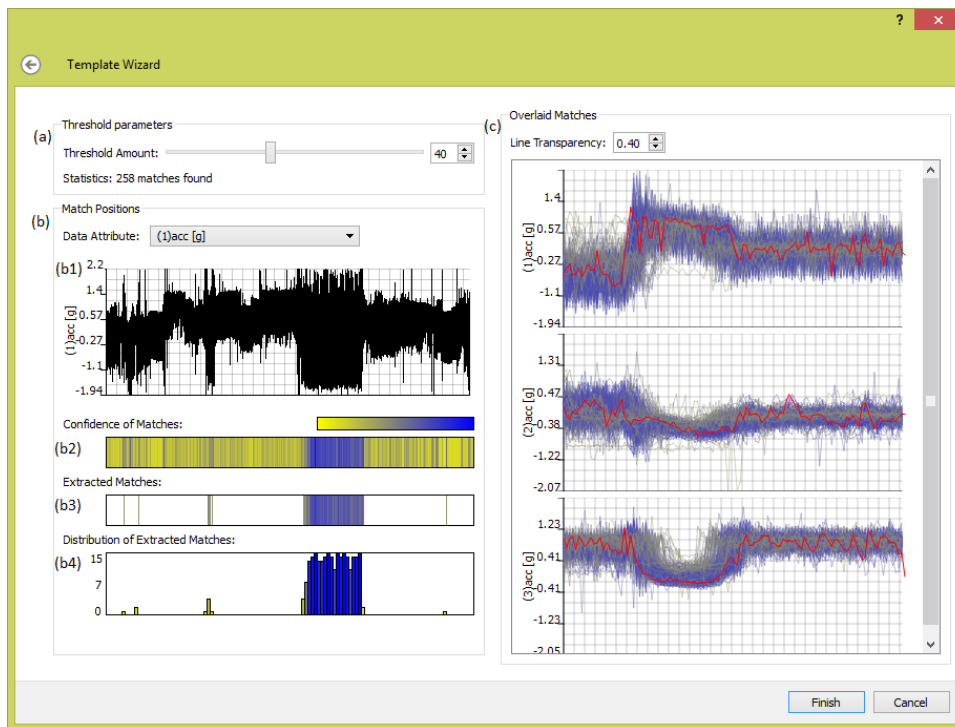 ?
×
Template Wizard
(a)
Threshold parameters
Threshold Amount:
40
Statistics: 258 matches found
(b)
Match Positions
Data Attribute:
(1)acc [g]
(b1)
2.2
1.4
0.57
-0.27
-1.1
-1.94
(1)acc [g]
Confidence of Matches:
(b2)
Extracted Matches:
(b3)
Distribution of Extracted Matches:
(b4)
15
7
0
(c)
Overlaid Matches
Line Transparency:
0.40
1.4
0.57
-0.27
-1.1
-1.94
(1)acc [g]
1.31
0.42
-0.38
-1.22
-2.07
(2)acc [g]
1.23
0.41
-0.41
-1.23
-2.05
(3)acc [g]
Finish
Cancel